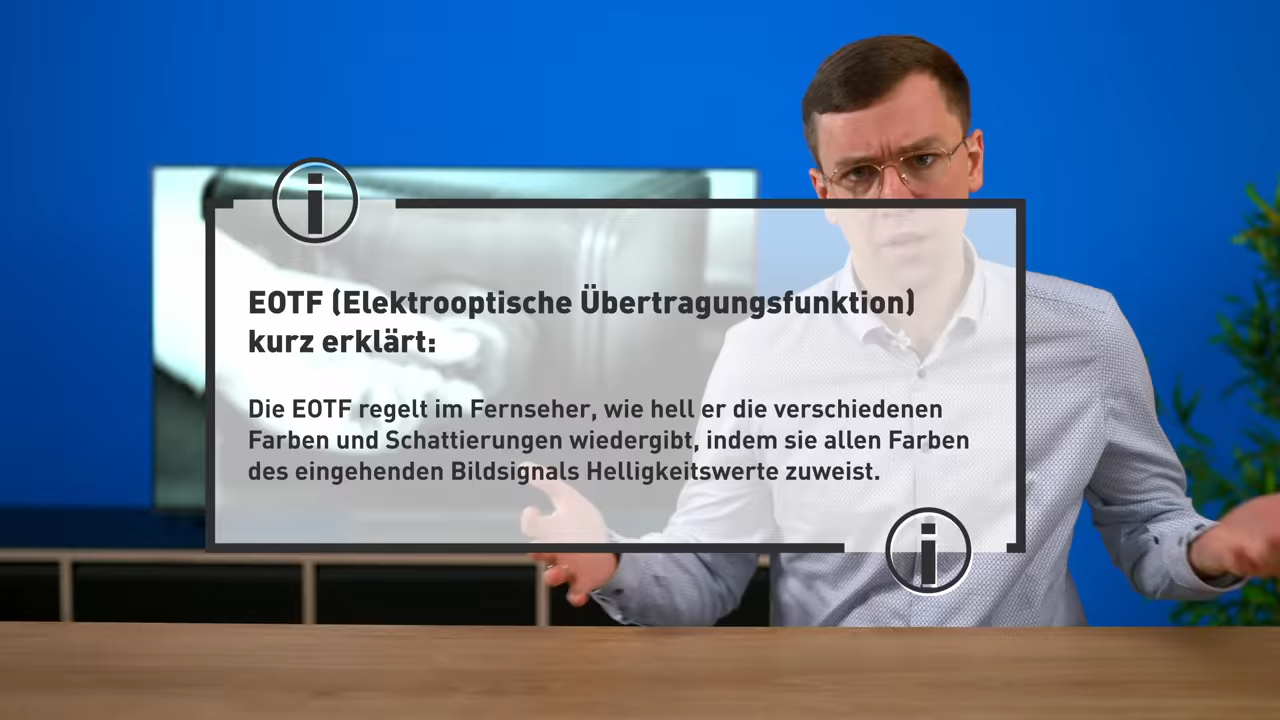 EOTF (Elektrooptische Übertragungsfunktion)
kurz erklärt:
Die EOTF regelt im Fernseher, wie hell er die verschiedenen
Farben und Schattierungen wiedergibt, indem sie allen Farben
des eingehenden Bildsignals Helligkeitswerte zuweist.